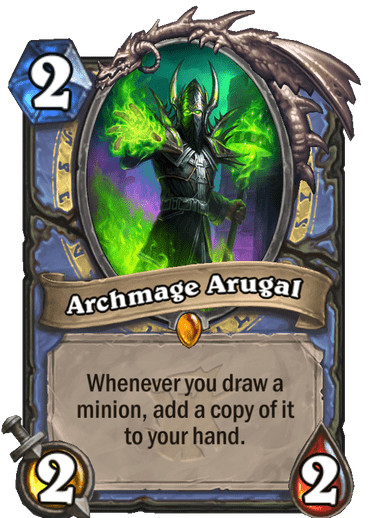 2
Archmage Arugal
Whenever you draw a
minion, add a copy of it
to your hand.
2
2